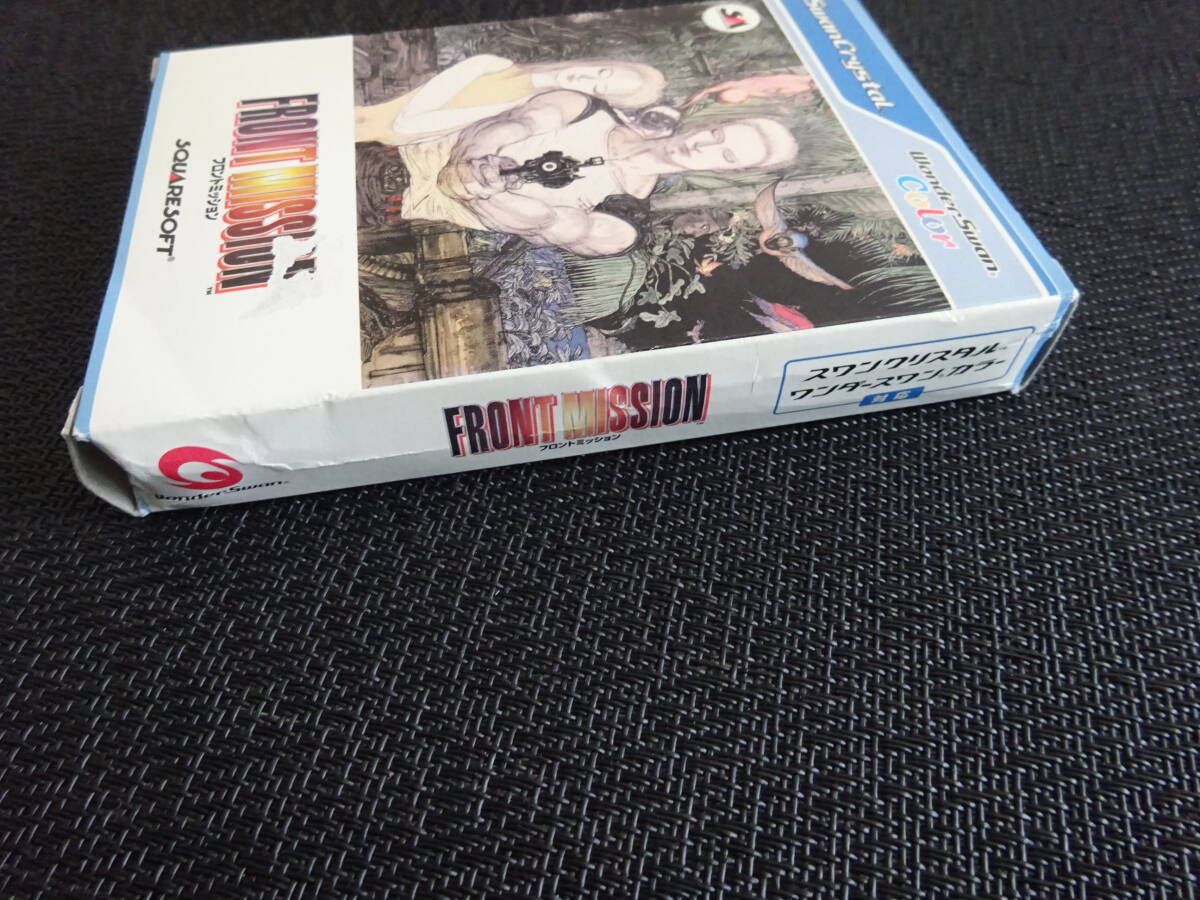 SwanCrystal
WonderSwan
Color
FRONT MISSION
フロントミッション
SQUARESOFT
FRONT MISSION
フロントミッション
スワンクリスタル
ワンダースワンカラー
対応
WonderSwan